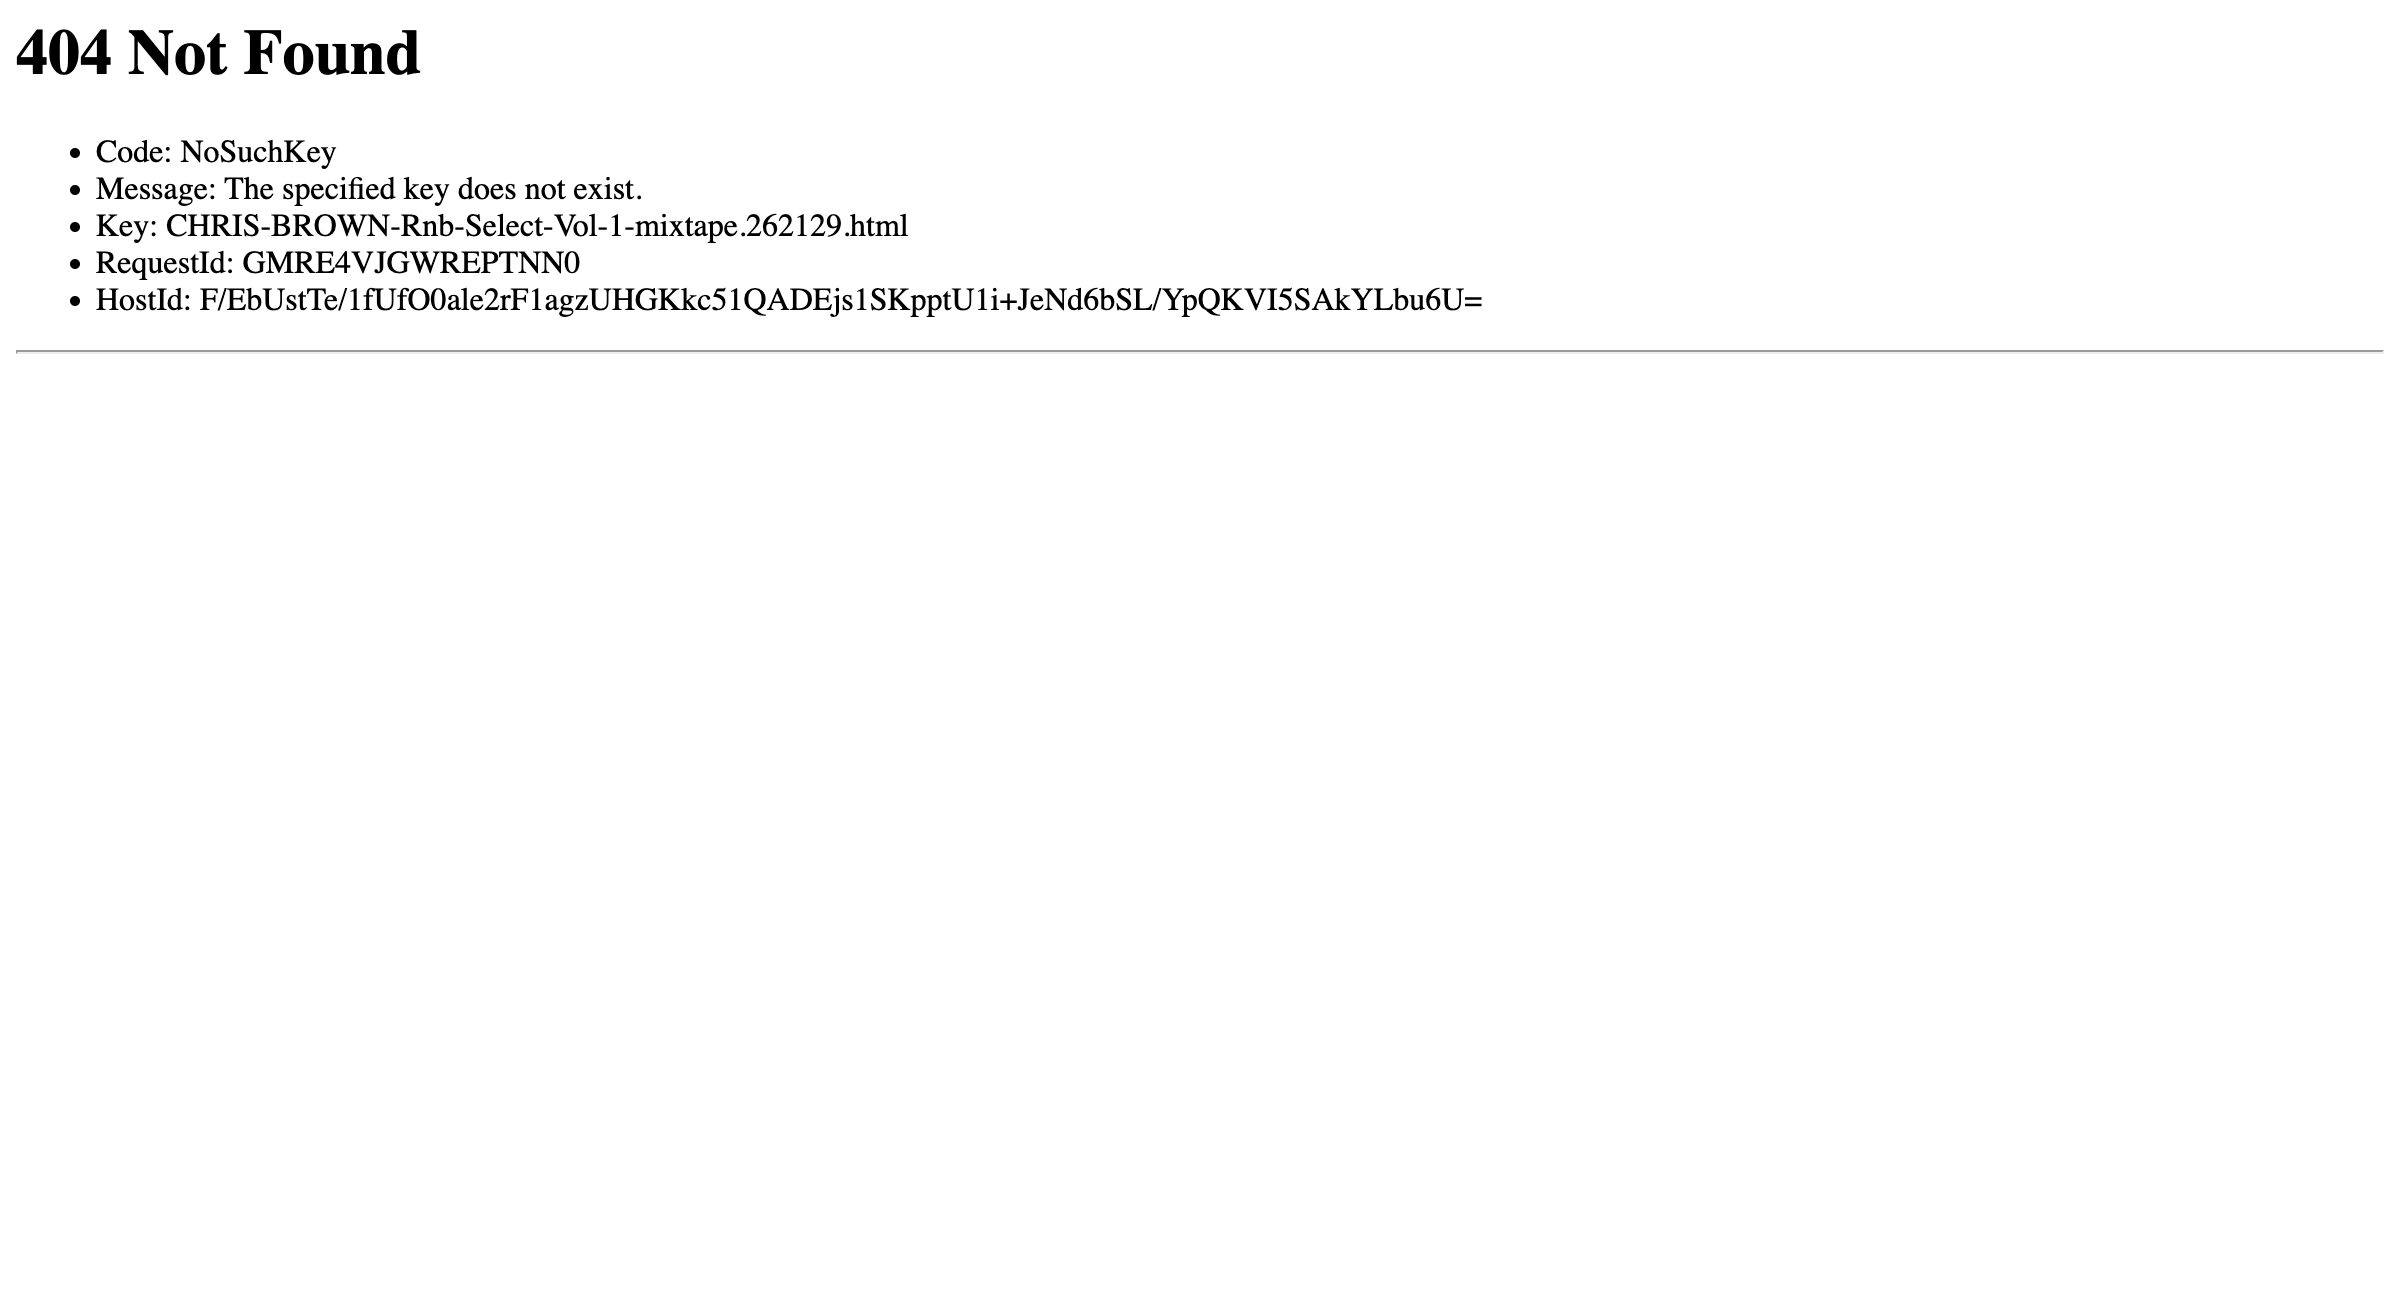 404 Not Found
Code: NoSuchKey
Message: The specified key does not exist.
Key: CHRIS-BROWN-Rnb-Select-Vol-1-mixtape.262129.html
RequestId: GMRE4VJGWREPTNN0
HostId: F/EbUstTe/1fUfO0ale2rF1agzUHGKkc51QADEjs1SKpptU1i+JeNd6bSL/YpQKVI5SAkYLbu6U=